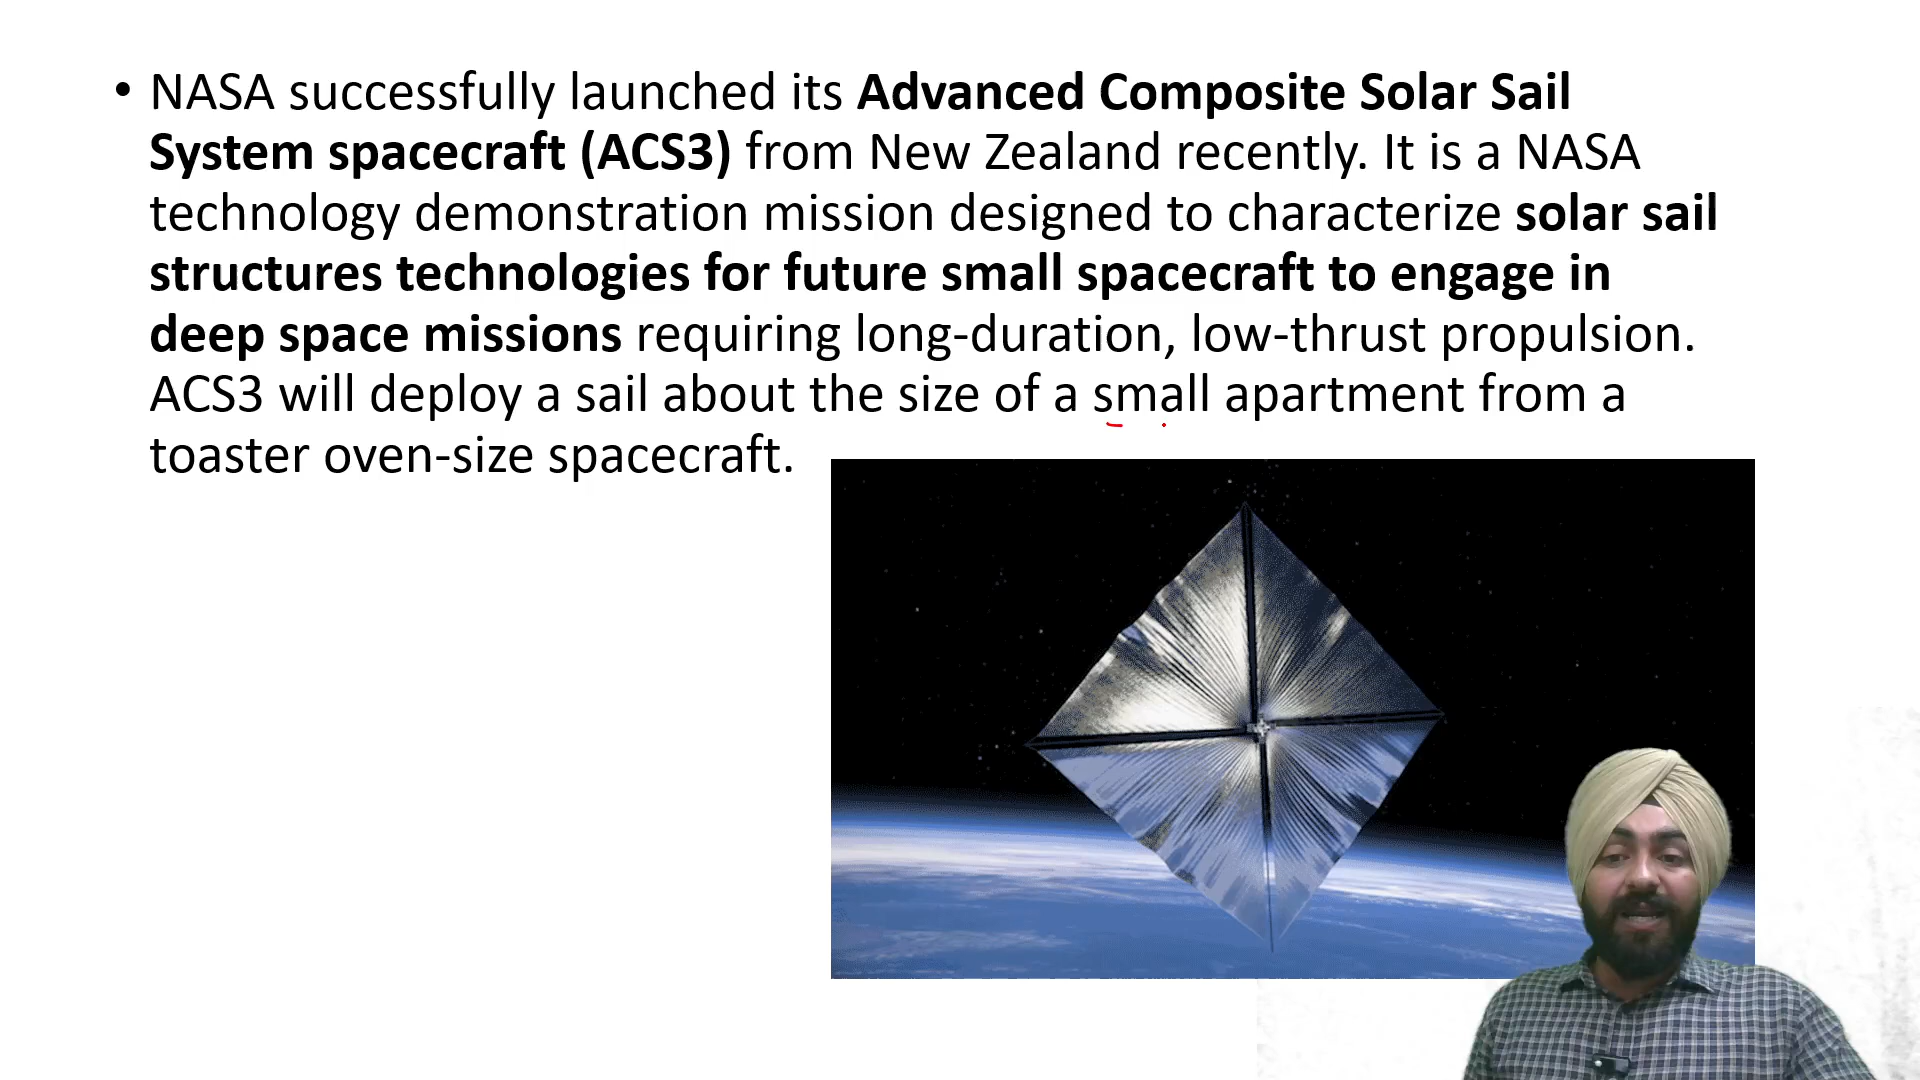 • NASA successfully launched its Advanced Composite Solar Sail
System spacecraft (ACS3) from New Zealand recently. It is a NASA
technology demonstration mission designed to characterize solar sail
structures technologies for future small spacecraft to engage in
deep space missions requiring long-duration, low-thrust propulsion.
ACS3 will deploy a sail about the size of a small apartment from a
toaster oven-size spacecraft.